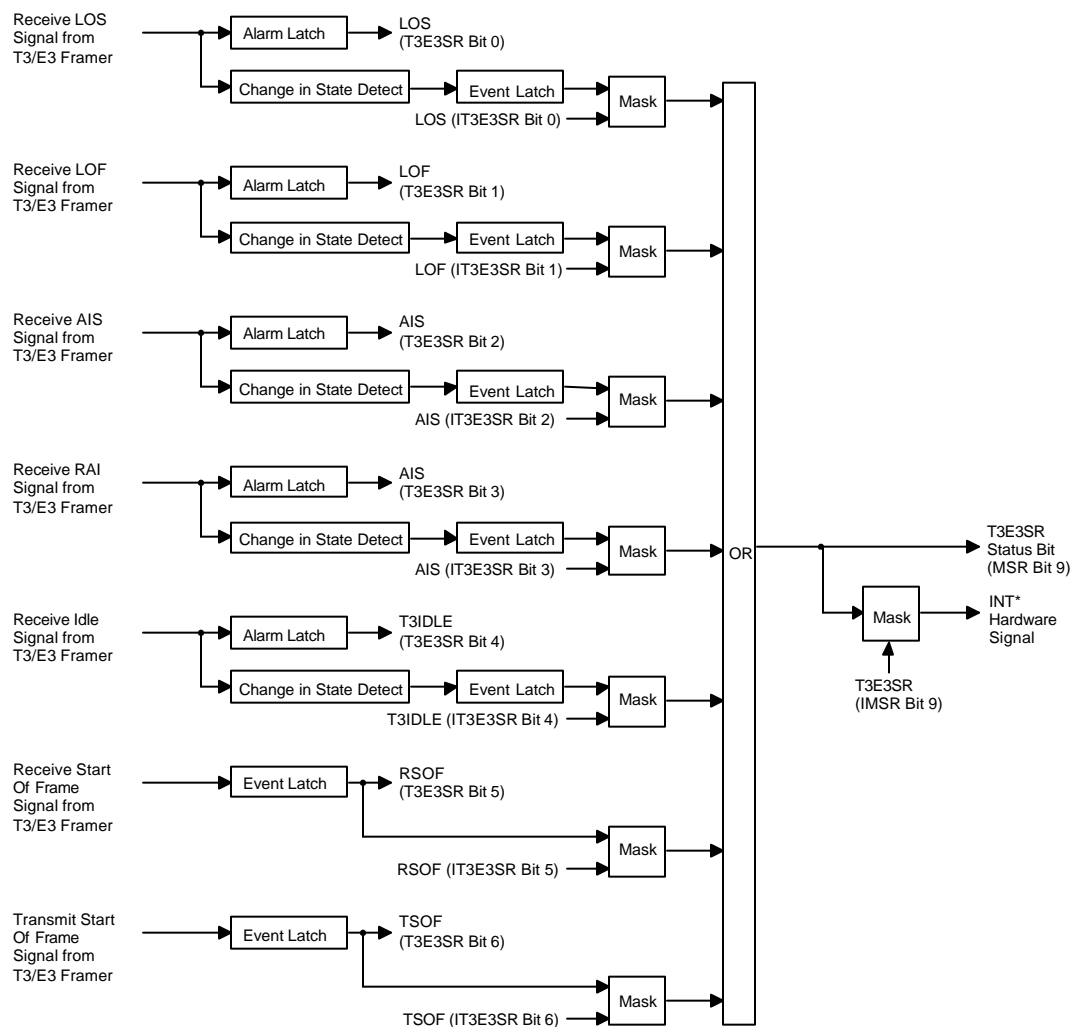 Receive LOS
Signal from
T3/E3 Framer
Alarm Latch
LOS
(T3E3SR Bit 0)
Change in State Detect
Event Latch
Mask
LOS (IT3E3SR Bit 0)
Receive LOF
Signal from
T3/E3 Framer
Alarm Latch
LOF
(T3E3SR Bit 1)
Change in State Detect
Event Latch
Mask
LOF (IT3E3SR Bit 1)
Receive AIS
Signal from
T3/E3 Framer
Alarm Latch
AIS
(T3E3SR Bit 2)
Change in State Detect
Event Latch
Mask
AIS (IT3E3SR Bit 2)
Receive RAI
Signal from
T3/E3 Framer
Alarm Latch
AIS
(T3E3SR Bit 3)
Change in State Detect
Event Latch
Mask
AIS (IT3E3SR Bit 3)
Receive Idle
Signal from
T3/E3 Framer
Alarm Latch
T3IDLE
(T3E3SR Bit 4)
Change in State Detect
Event Latch
Mask
T3IDLE (IT3E3SR Bit 4)
Receive Start
Of Frame
Signal from
T3/E3 Framer
Event Latch
RSOF
(T3E3SR Bit 5)
Mask
RSOF (IT3E3SR Bit 5)
Transmit Start
Of Frame
Signal from
T3/E3 Framer
Event Latch
TSOF
(T3E3SR Bit 6)
Mask
TSOF (IT3E3SR Bit 6)
OR
T3E3SR
Status Bit
(MSR Bit 9)
Mask
INT*
Hardware
Signal
T3E3SR
(IMSR Bit 9)